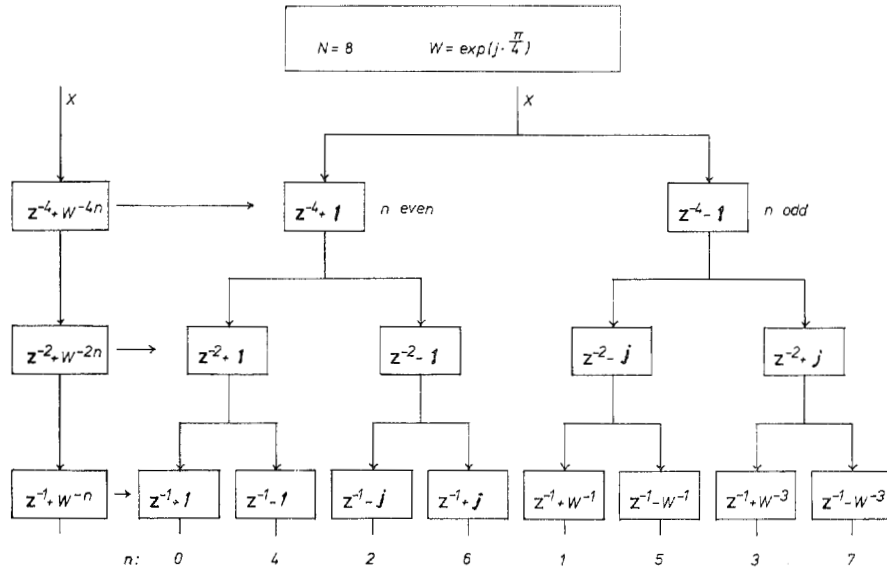 N = 8 W = exp(j·π/4)
X X
z⁻⁴+W⁻⁴ⁿ z⁻⁴+1 n even z⁻⁴−1 n odd
z⁻²+W⁻²ⁿ z⁻²+1 z⁻²−1 z⁻²−j z⁻²+j
z⁻¹+W⁻ⁿ z⁻¹+1 z⁻¹−1 z⁻¹−j z⁻¹+j z⁻¹+W⁻¹ z⁻¹−W⁻¹ z⁻¹+W⁻³ z⁻¹−W⁻³
n: 0 4 2 6 1 5 3 7